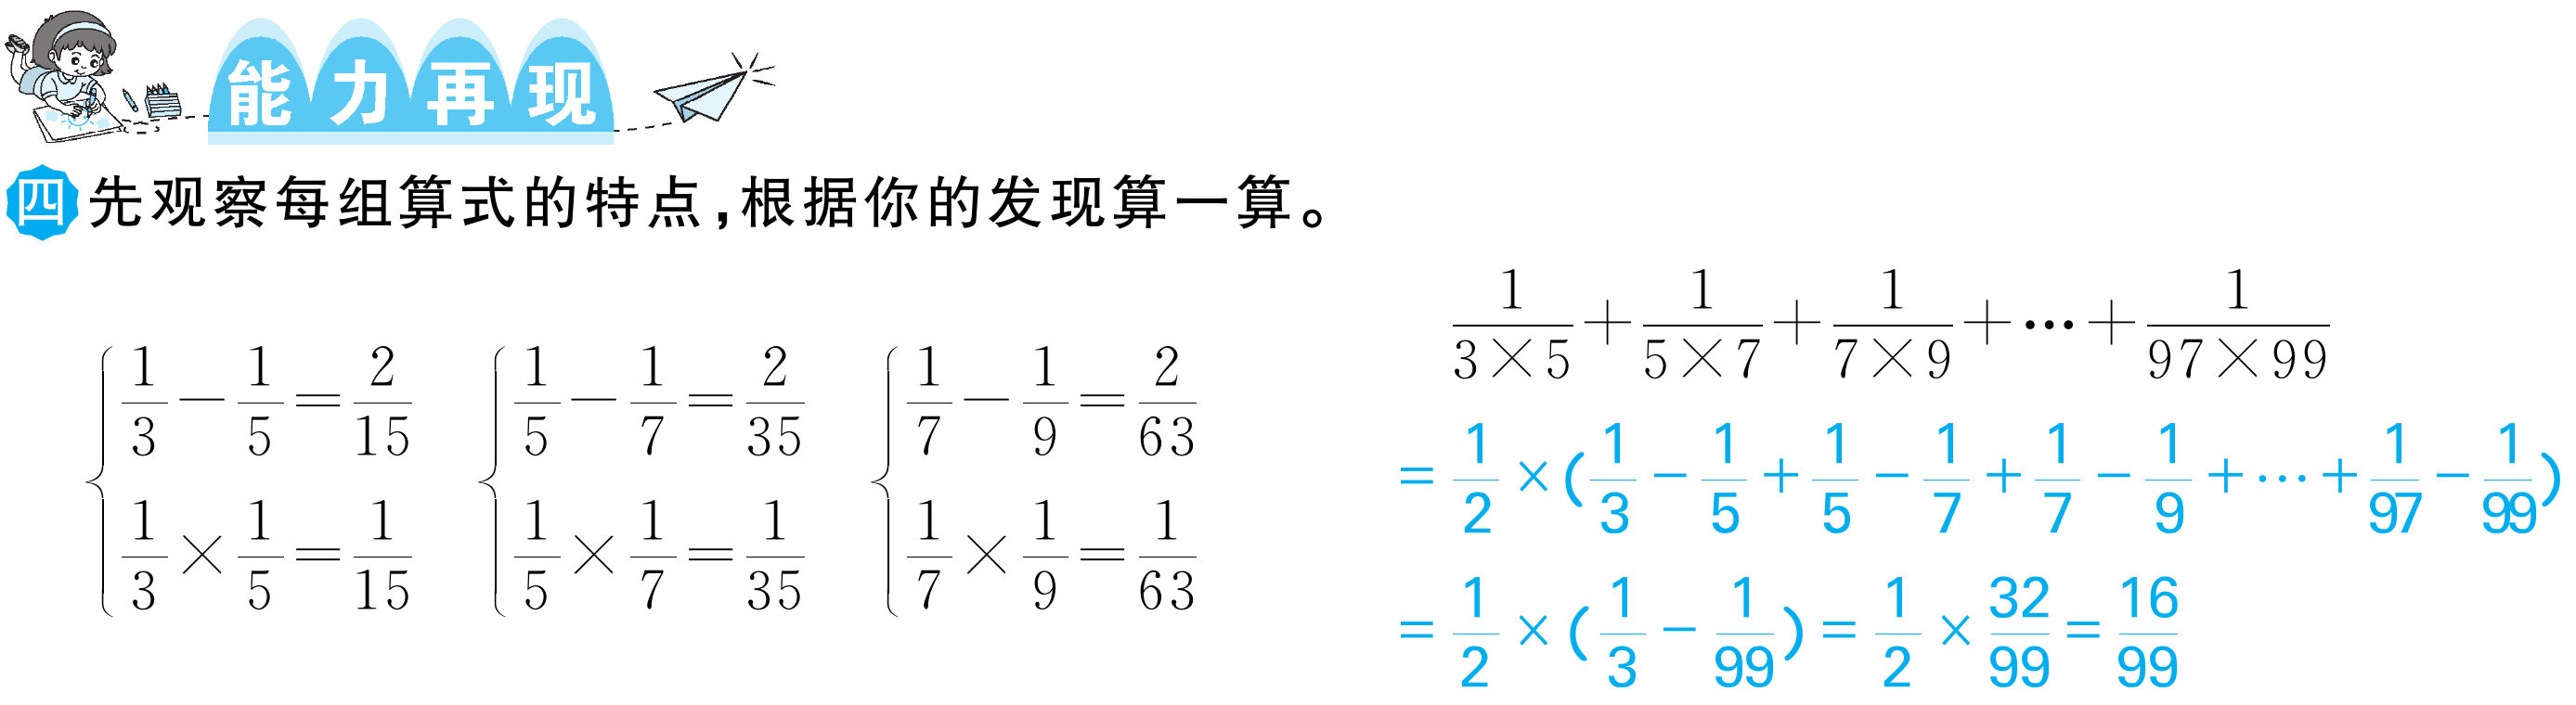 能力再现
四 先观察每组算式的特点,根据你的发现算一算。
1/3 − 1/5 = 2/15
1/3 × 1/5 = 1/15
1/5 − 1/7 = 2/35
1/5 × 1/7 = 1/35
1/7 − 1/9 = 2/63
1/7 × 1/9 = 1/63
1/(3×5) + 1/(5×7) + 1/(7×9) + ⋯ + 1/(97×99)
= 1/2 × (1/3 − 1/5 + 1/5 − 1/7 + 1/7 − 1/9 + ⋯ + 1/97 − 1/99)
= 1/2 × (1/3 − 1/99) = 1/2 × 32/99 = 16/99